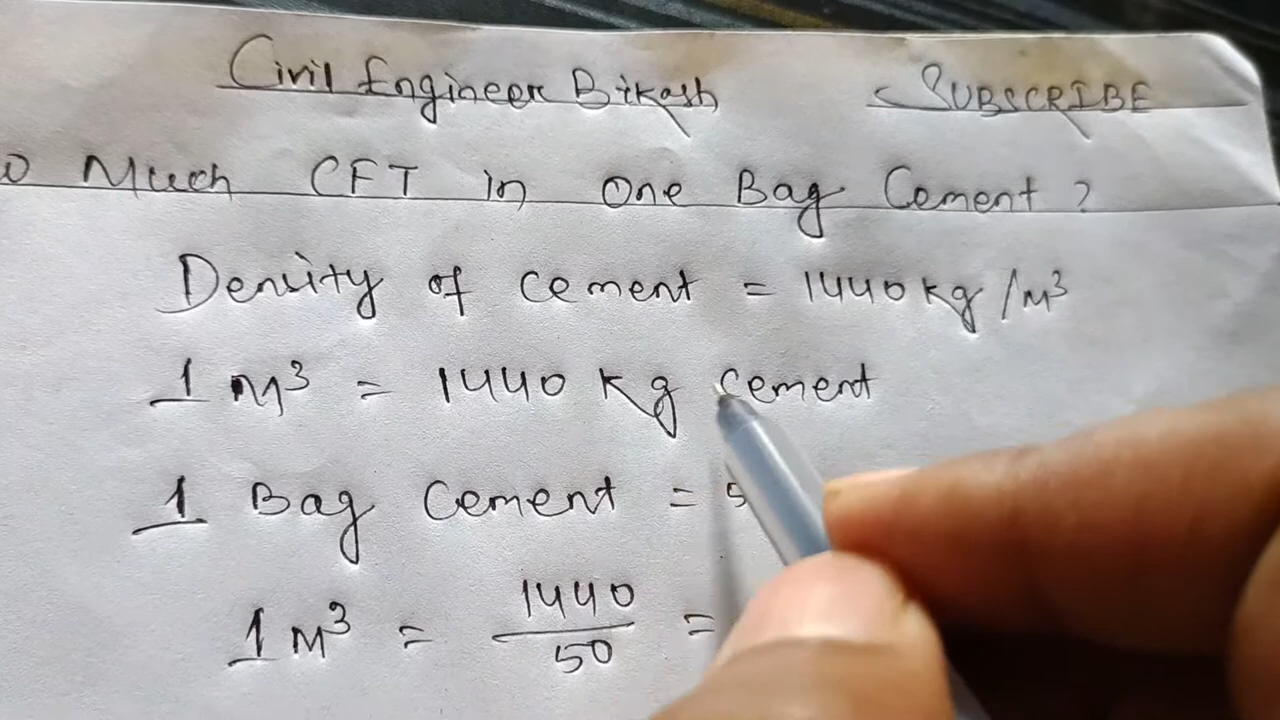 Civil Engineer Bikash SUBSCRIBE
Much CFT in One Bag Cement ?
Density of cement = 1440 kg/M³
1 M³ = 1440 kg cement
1 Bag Cement = 5
1 M³ = 1440/50 =